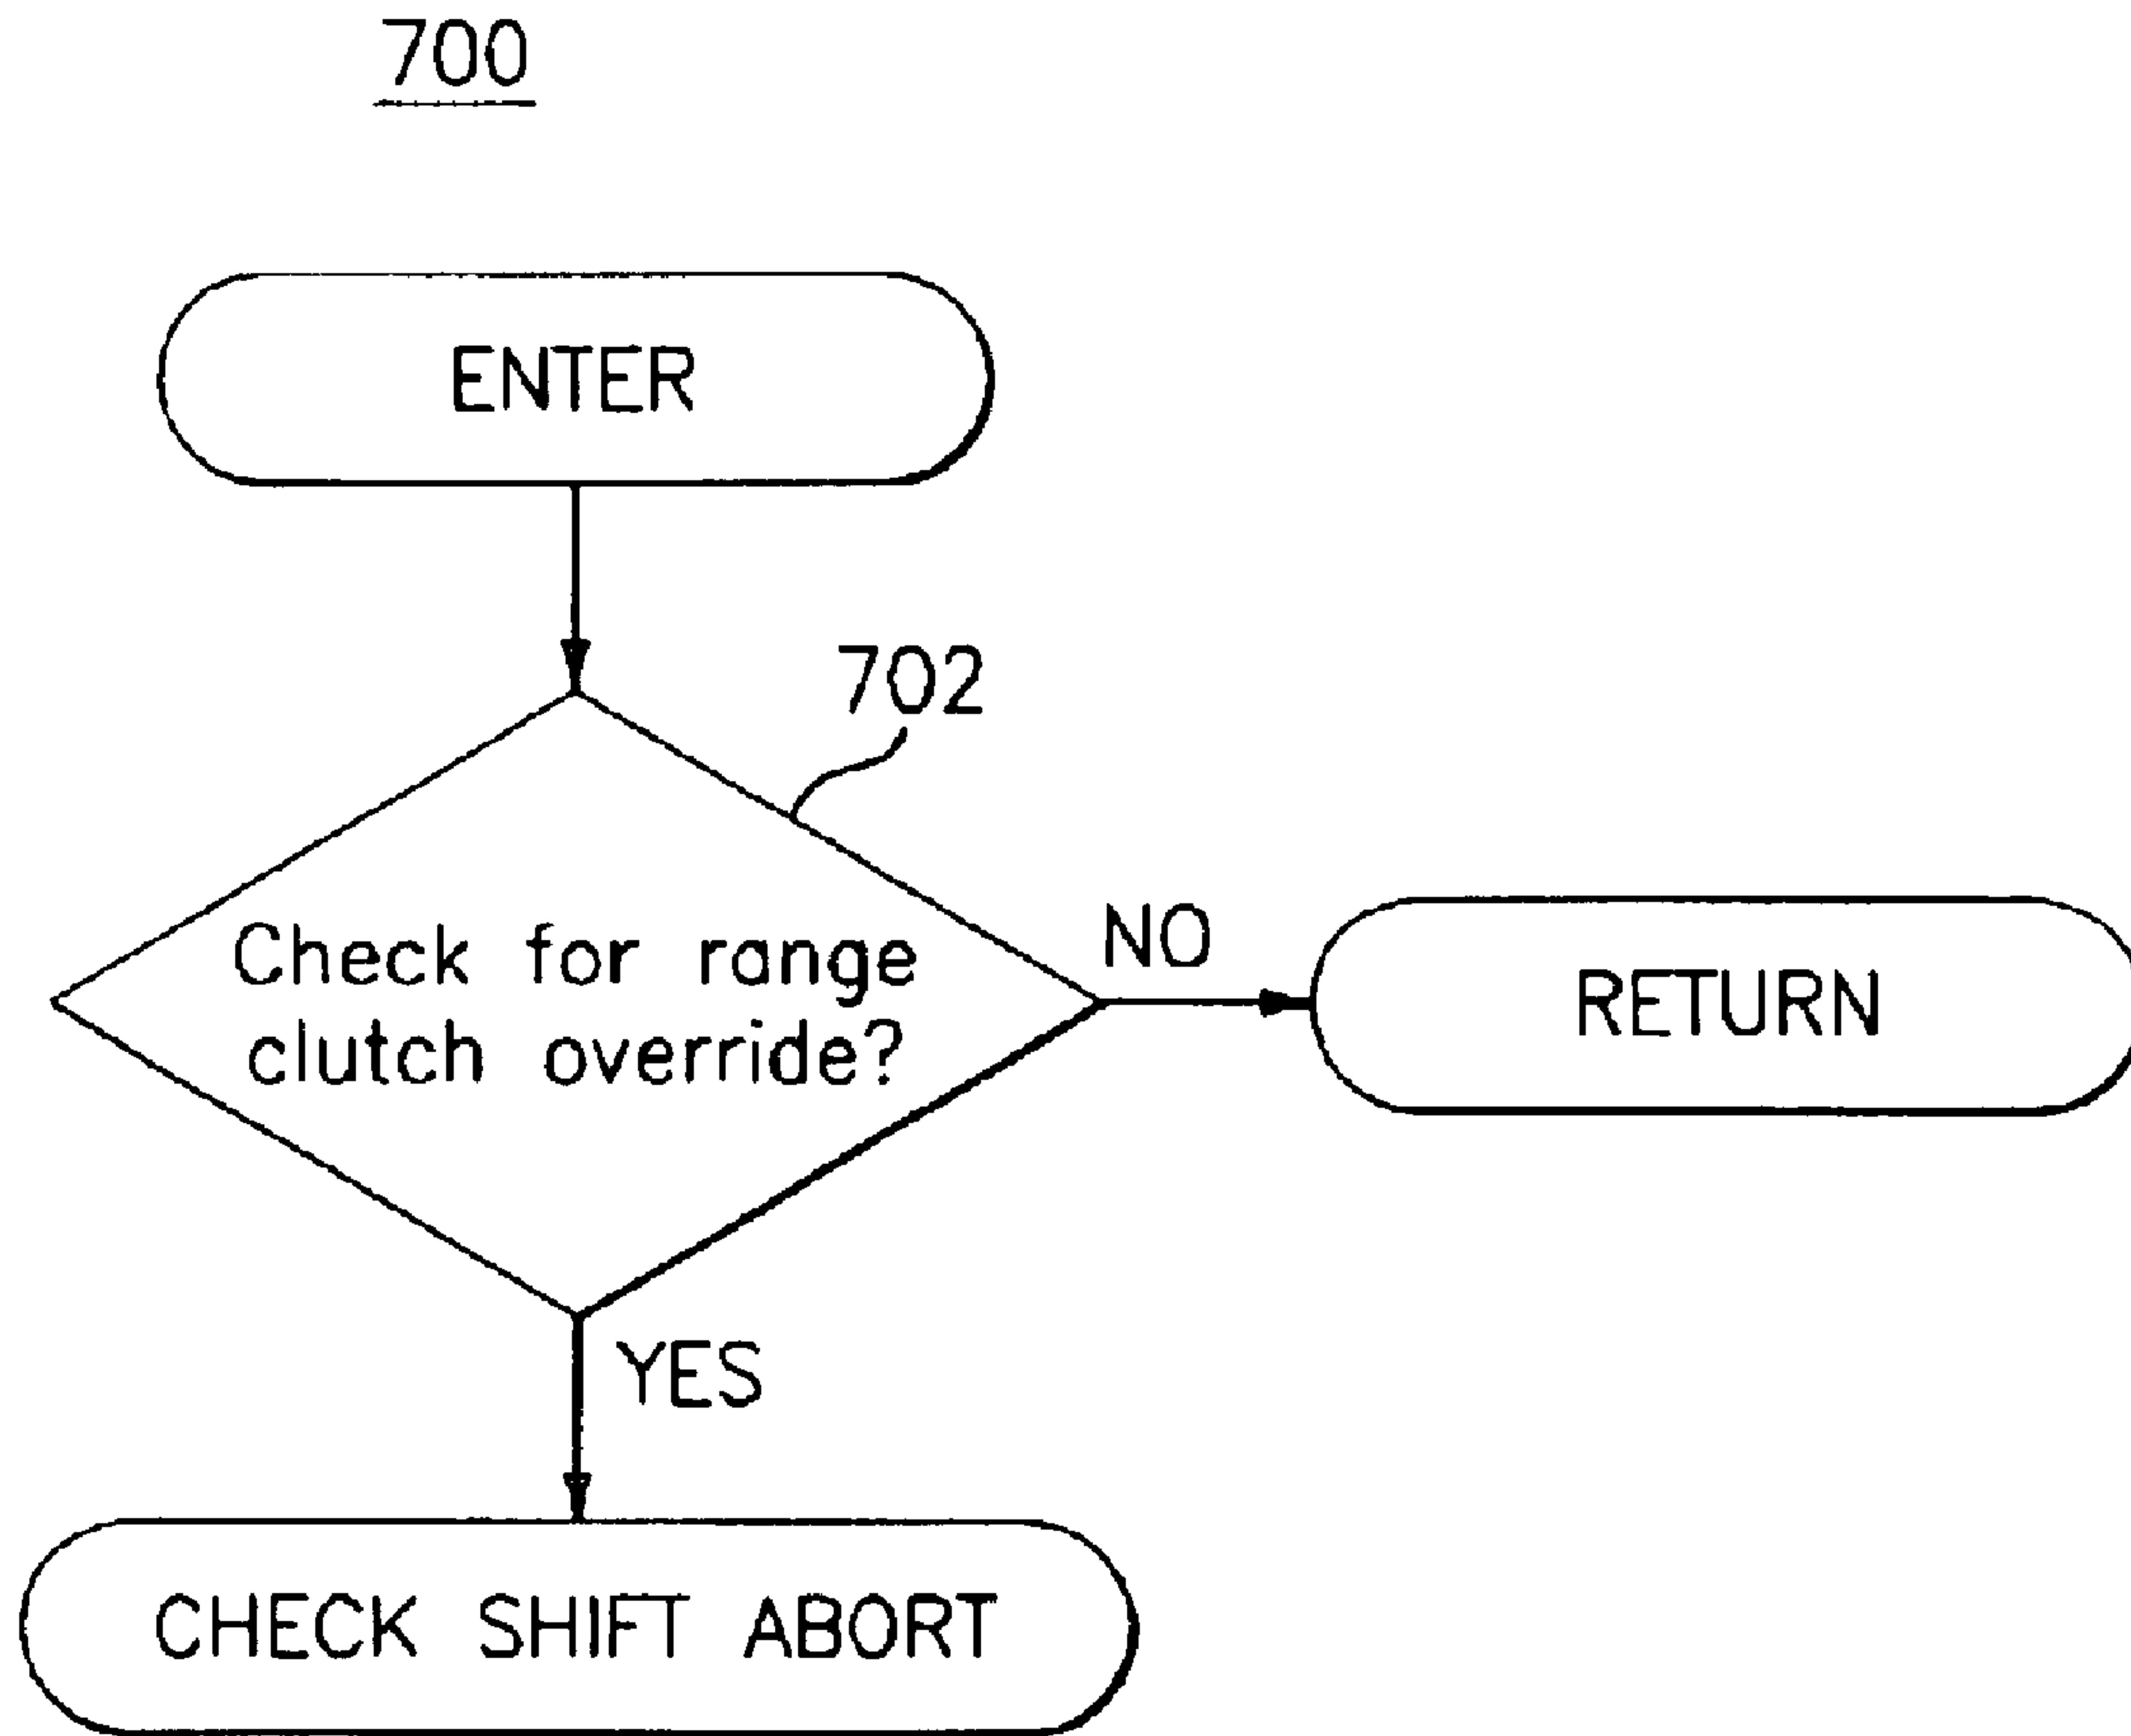 700
ENTER
702
Check for range
clutch override?
NO
RETURN
YES
CHECK SHIFT ABORT